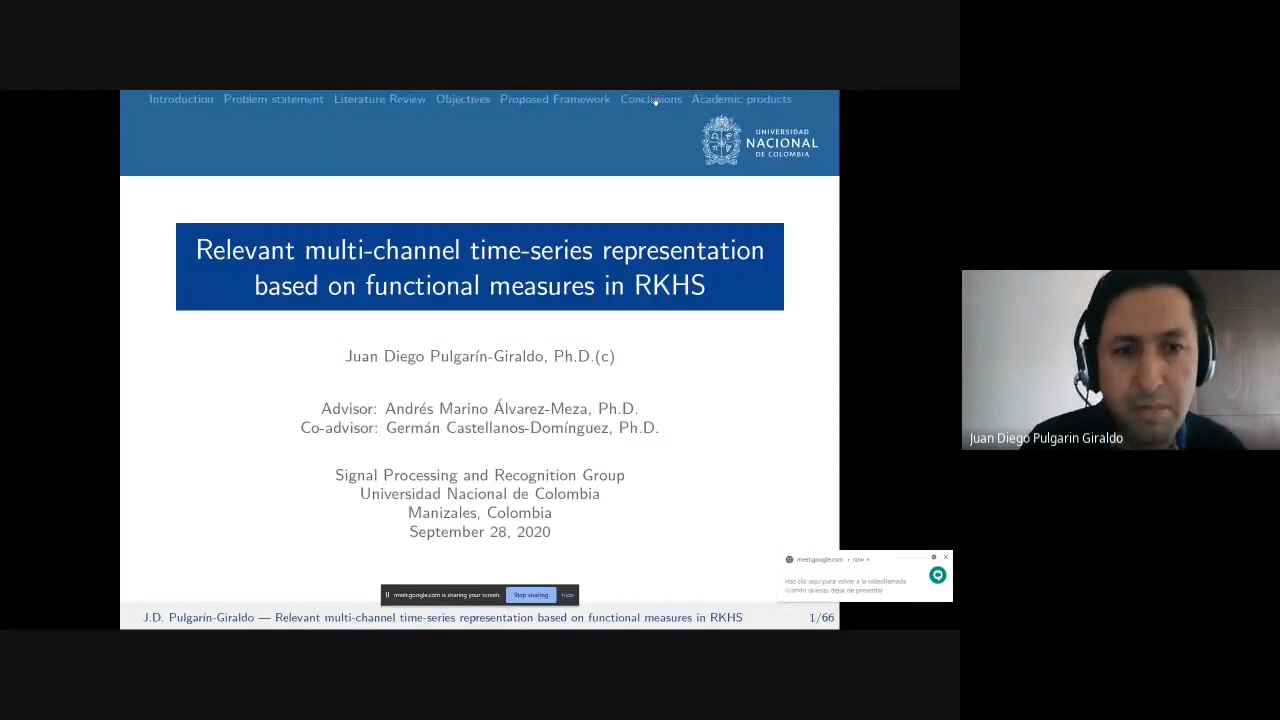 Introduction Problem statement Literature Review Objectives Proposed Framework Conclusions Academic products
UNIVERSIDAD
NACIONAL
DE COLOMBIA
Relevant multi-channel time-series representation
based on functional measures in RKHS
Juan Diego Pulgarín-Giraldo, Ph.D.(c)
Advisor: Andrés Marino Álvarez-Meza, Ph.D.
Co-advisor: Germán Castellanos-Domínguez, Ph.D.
Signal Processing and Recognition Group
Universidad Nacional de Colombia
Manizales, Colombia
September 28, 2020
Juan Diego Pulgarin Giraldo
meet.google.com • now
Haz clic aquí para volver a la videollamada
cuando quieras dejar de presentar
meet.google.com is sharing your screen. Stop sharing Hide
J.D. Pulgarín-Giraldo — Relevant multi-channel time-series representation based on functional measures in RKHS 1/66